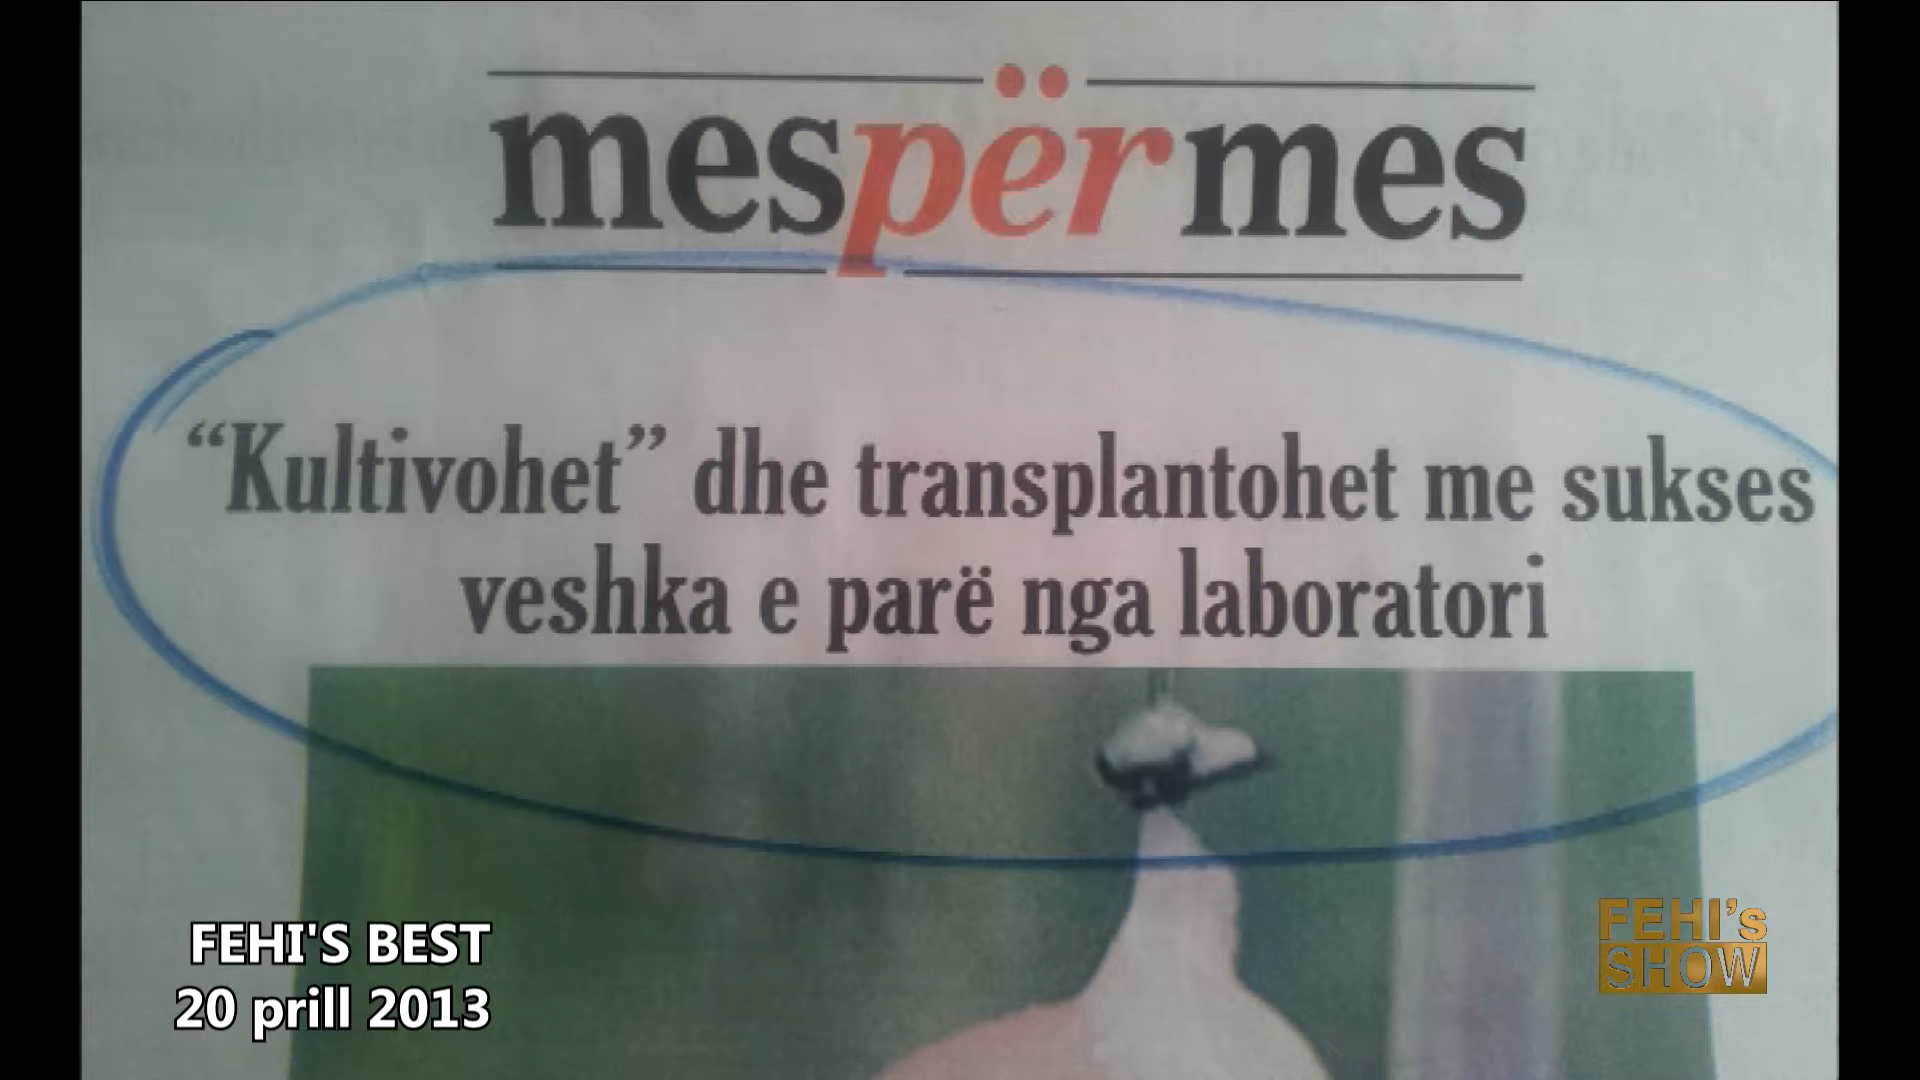 mespërmes
“Kultivohet” dhe transplantohet me sukses
veshka e parë nga laboratori
FEHI'S BEST
20 prill 2013
FEHI's
SHOW